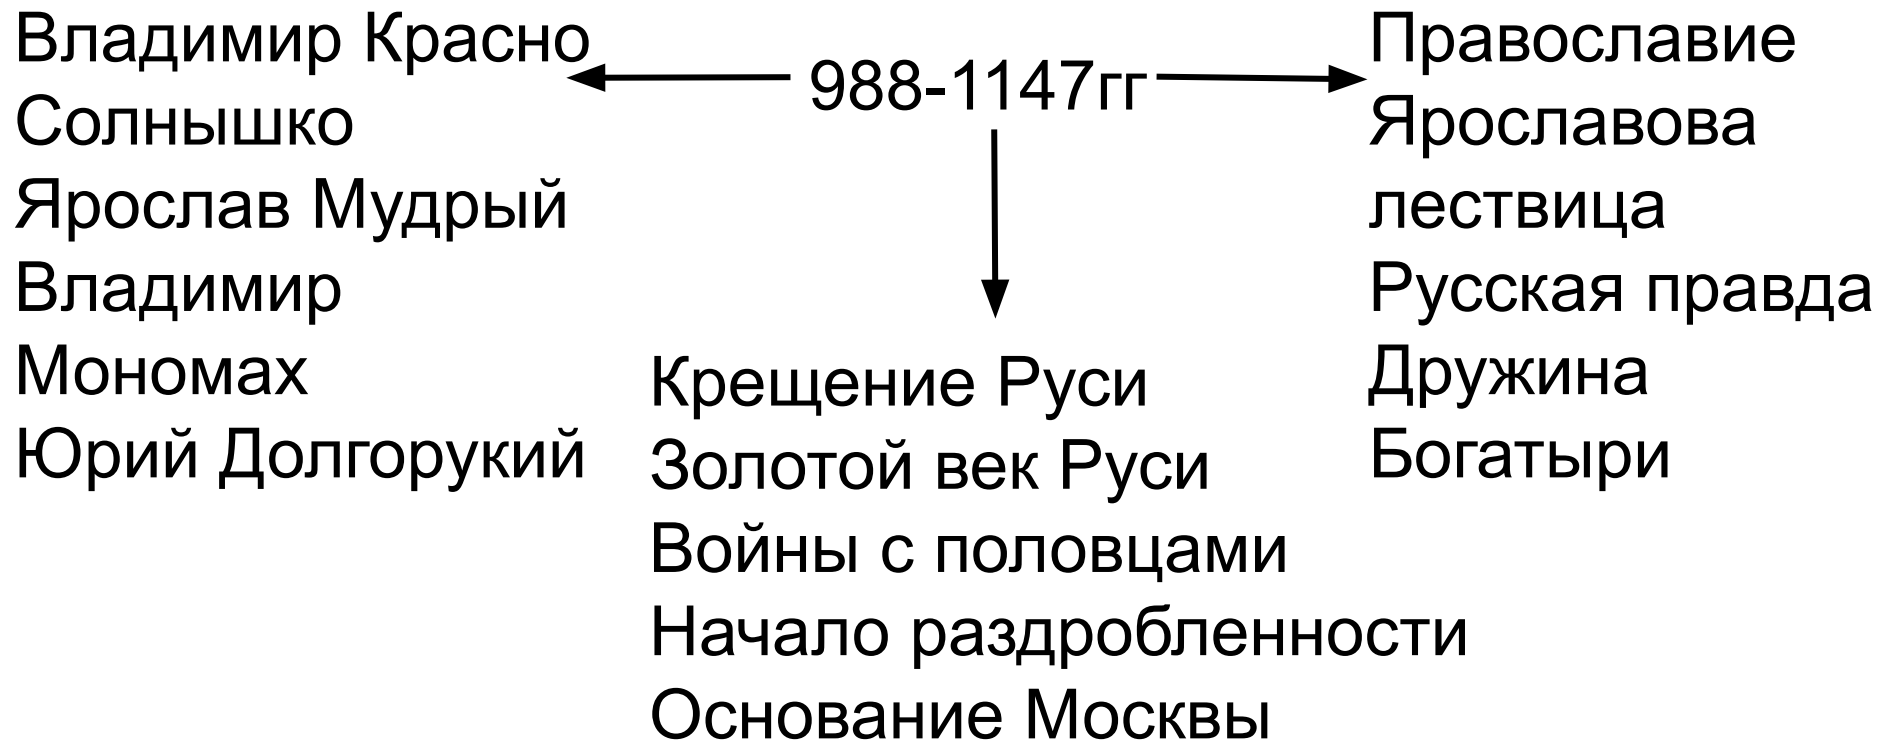 Владимир Красно
Солнышко
Ярослав Мудрый
Владимир
Мономах
Юрий Долгорукий
988-1147гг
Крещение Руси
Золотой век Руси
Войны с половцами
Начало раздробленности
Основание Москвы
Православие
Ярославова
лествица
Русская правда
Дружина
Богатыри